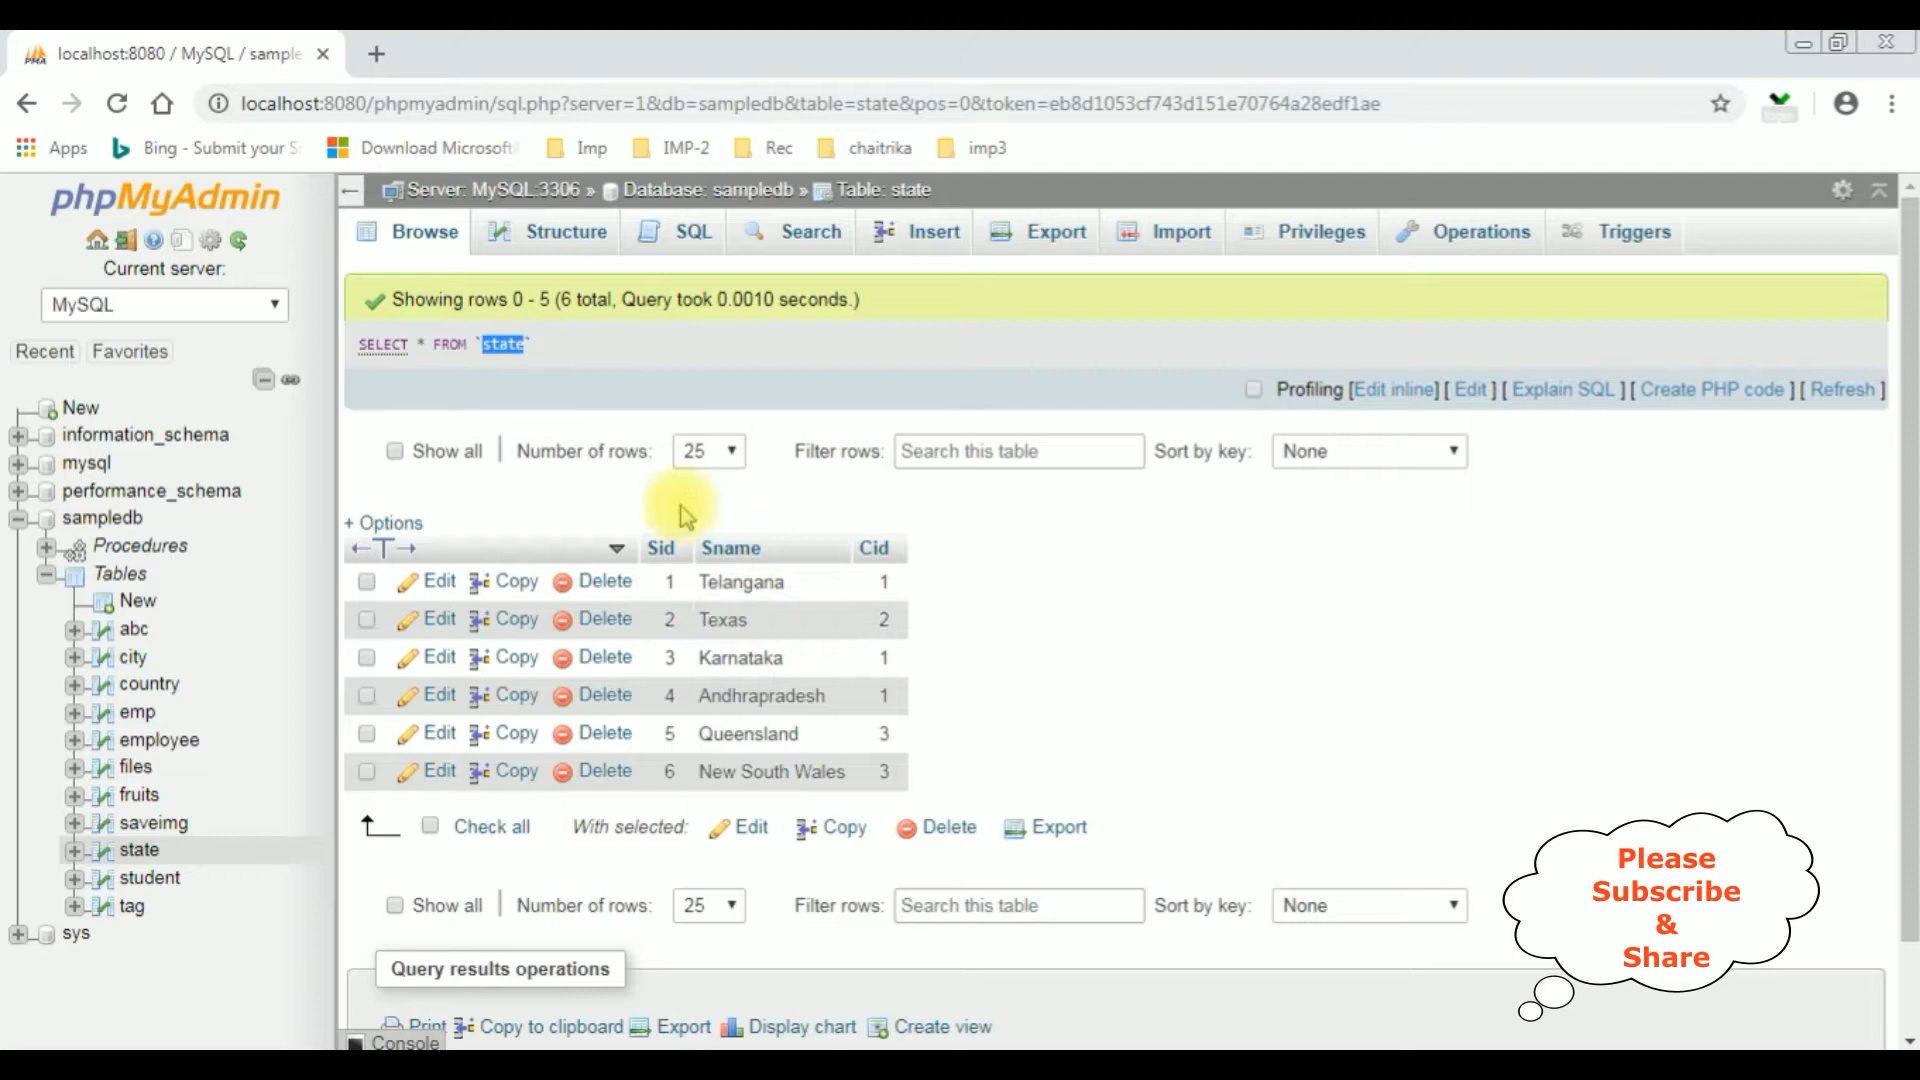 localhost:8080 / MySQL / sample
localhost:8080/phpmyadmin/sql.php?server=1&db=sampledb&table=state&pos=0&token=eb8d1053cf743d151e70764a28edf1ae
Apps Bing - Submit your S Download Microsoft Imp IMP-2 Rec chaitrika imp3
phpMyAdmin
Current server:
MySQL
Recent Favorites
New
information_schema
mysql
performance_schema
sampledb
Procedures
Tables
New
abc
city
country
emp
employee
files
fruits
saveimg
state
student
tag
sys
Server: MySQL:3306 » Database: sampledb » Table: state
Browse Structure SQL Search Insert Export Import Privileges Operations Triggers
Showing rows 0 - 5 (6 total, Query took 0.0010 seconds.)
SELECT * FROM `state`
Profiling [Edit inline] [ Edit ] [ Explain SQL ] [ Create PHP code ] [ Refresh ]
Show all | Number of rows: 25 Filter rows: Search this table Sort by key: None
+ Options
←T→ Sid Sname Cid
Edit Copy Delete 1 Telangana 1
Edit Copy Delete 2 Texas 2
Edit Copy Delete 3 Karnataka 1
Edit Copy Delete 4 Andhrapradesh 1
Edit Copy Delete 5 Queensland 3
Edit Copy Delete 6 New South Wales 3
Check all With selected: Edit Copy Delete Export
Show all | Number of rows: 25 Filter rows: Search this table Sort by key: None
Query results operations
Print Copy to clipboard Export Display chart Create view
Console
Please
Subscribe
&
Share